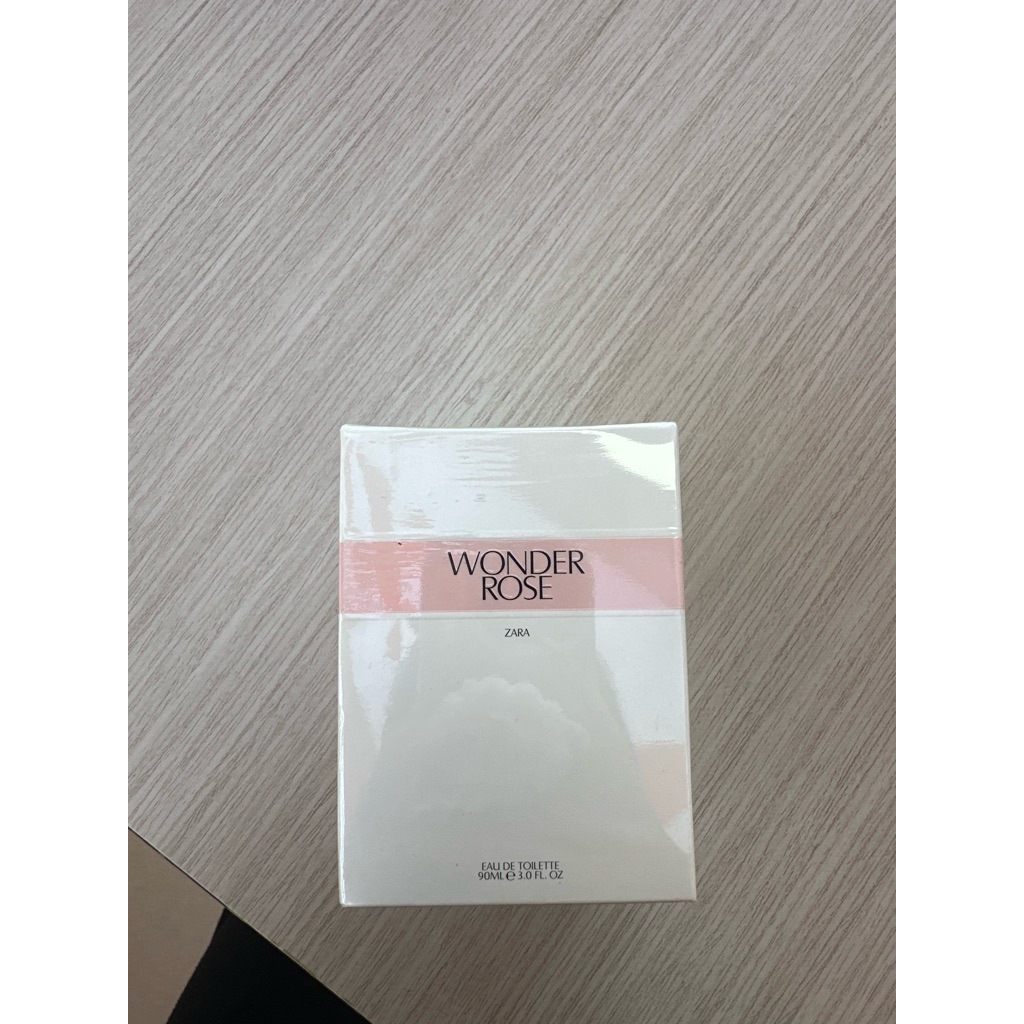 WONDER
ROSE
ZARA
EAU DE TOILETTE
90ML ℮ 3.0 FL. OZ